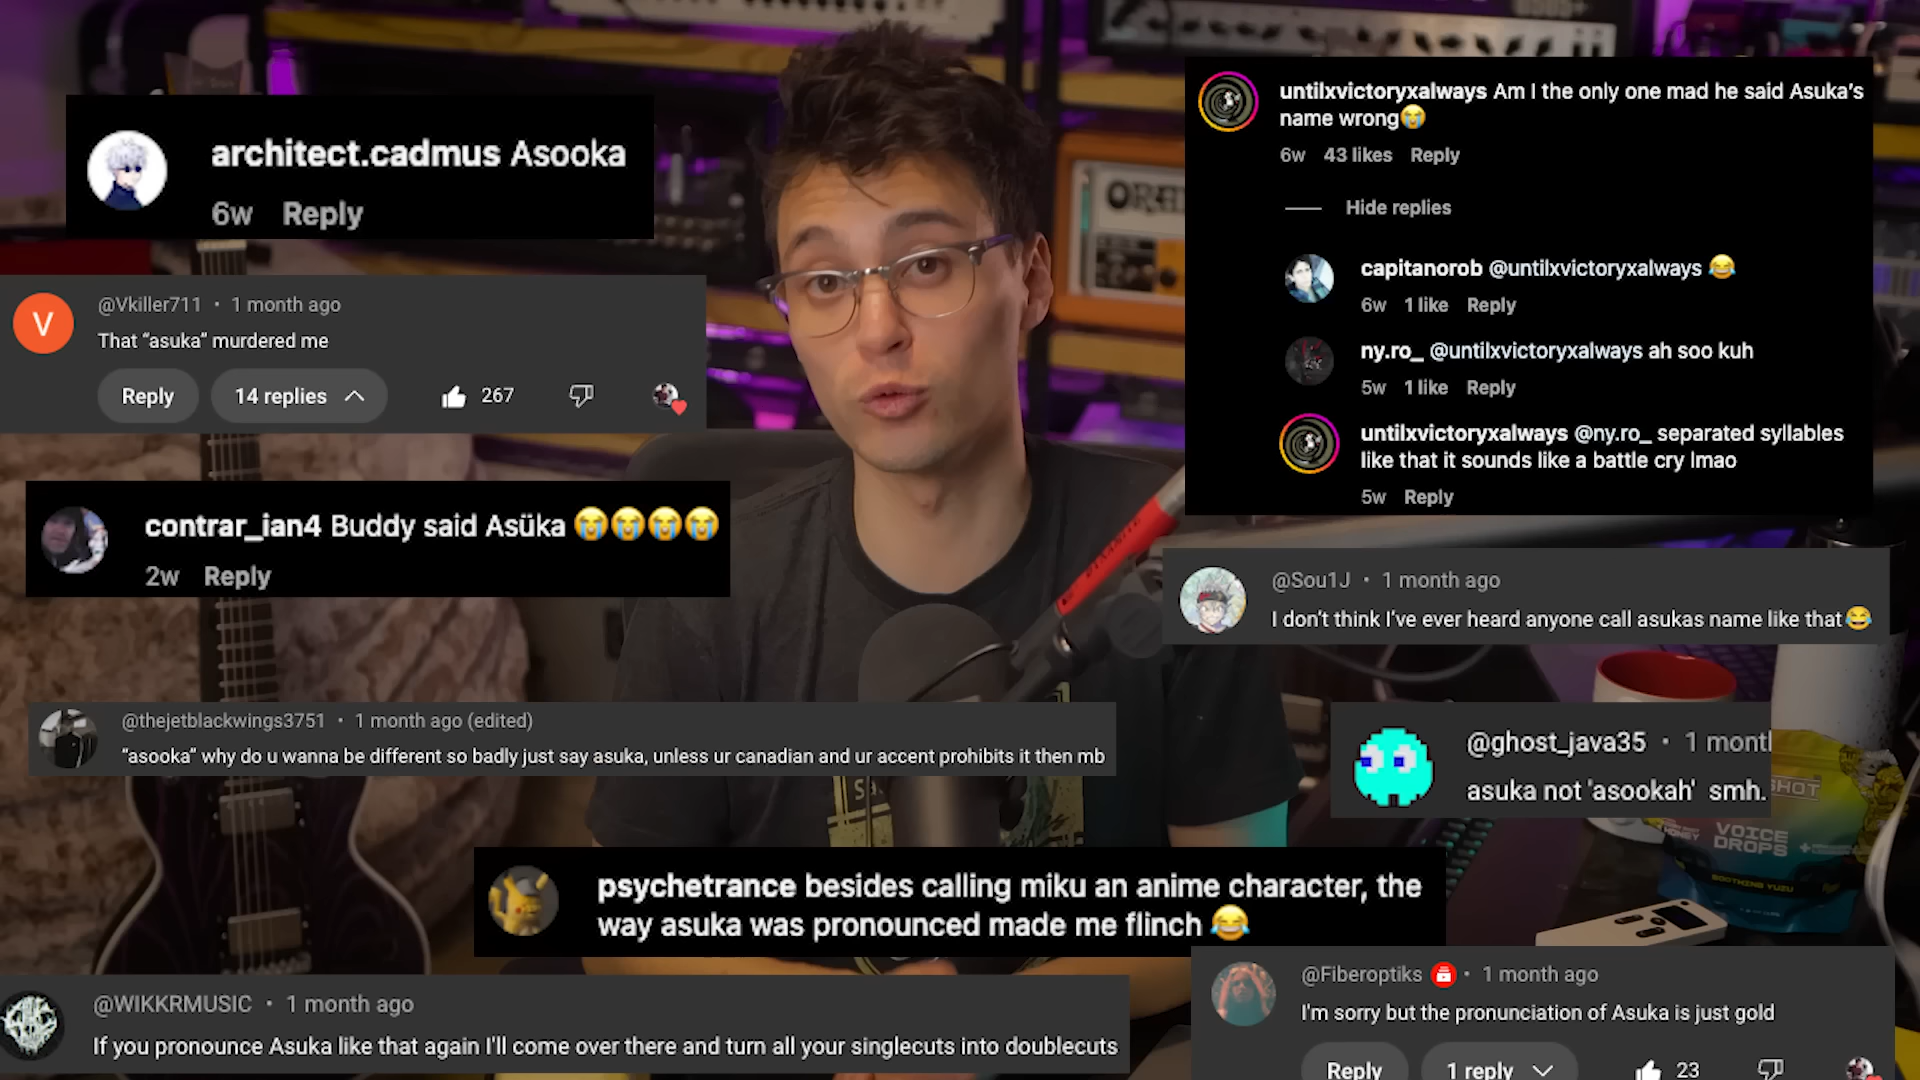 architect.cadmus Asooka
6w Reply
@Vkiller711 • 1 month ago
That “asuka” murdered me
Reply 14 replies 267
V
contrar_ian4 Buddy said Asüka 😭😭😭😭
2w Reply
@thejetblackwings3751 • 1 month ago (edited)
“asooka” why do u wanna be different so badly just say asuka, unless ur canadian and ur accent prohibits it then mb
psychetrance besides calling miku an anime character, the
way asuka was pronounced made me flinch 😂
@WIKKRMUSIC • 1 month ago
If you pronounce Asuka like that again I'll come over there and turn all your singlecuts into doublecuts
untilxvictoryxalways Am I the only one mad he said Asuka’s
name wrong😭
6w 43 likes Reply
Hide replies
capitanorob @untilxvictoryxalways 😂
6w 1 like Reply
ny.ro_ @untilxvictoryxalways ah soo kuh
5w 1 like Reply
untilxvictoryxalways @ny.ro_ separated syllables
like that it sounds like a battle cry lmao
5w Reply
@Sou1J • 1 month ago
I don’t think I’ve ever heard anyone call asukas name like that😂
@ghost_java35 • 1 mont
asuka not 'asookah' smh.
@Fiberoptiks • 1 month ago
I'm sorry but the pronunciation of Asuka is just gold
Reply 1 reply 23
OR
SHOT
VOICE
DROPS
SOOTHING YUZU